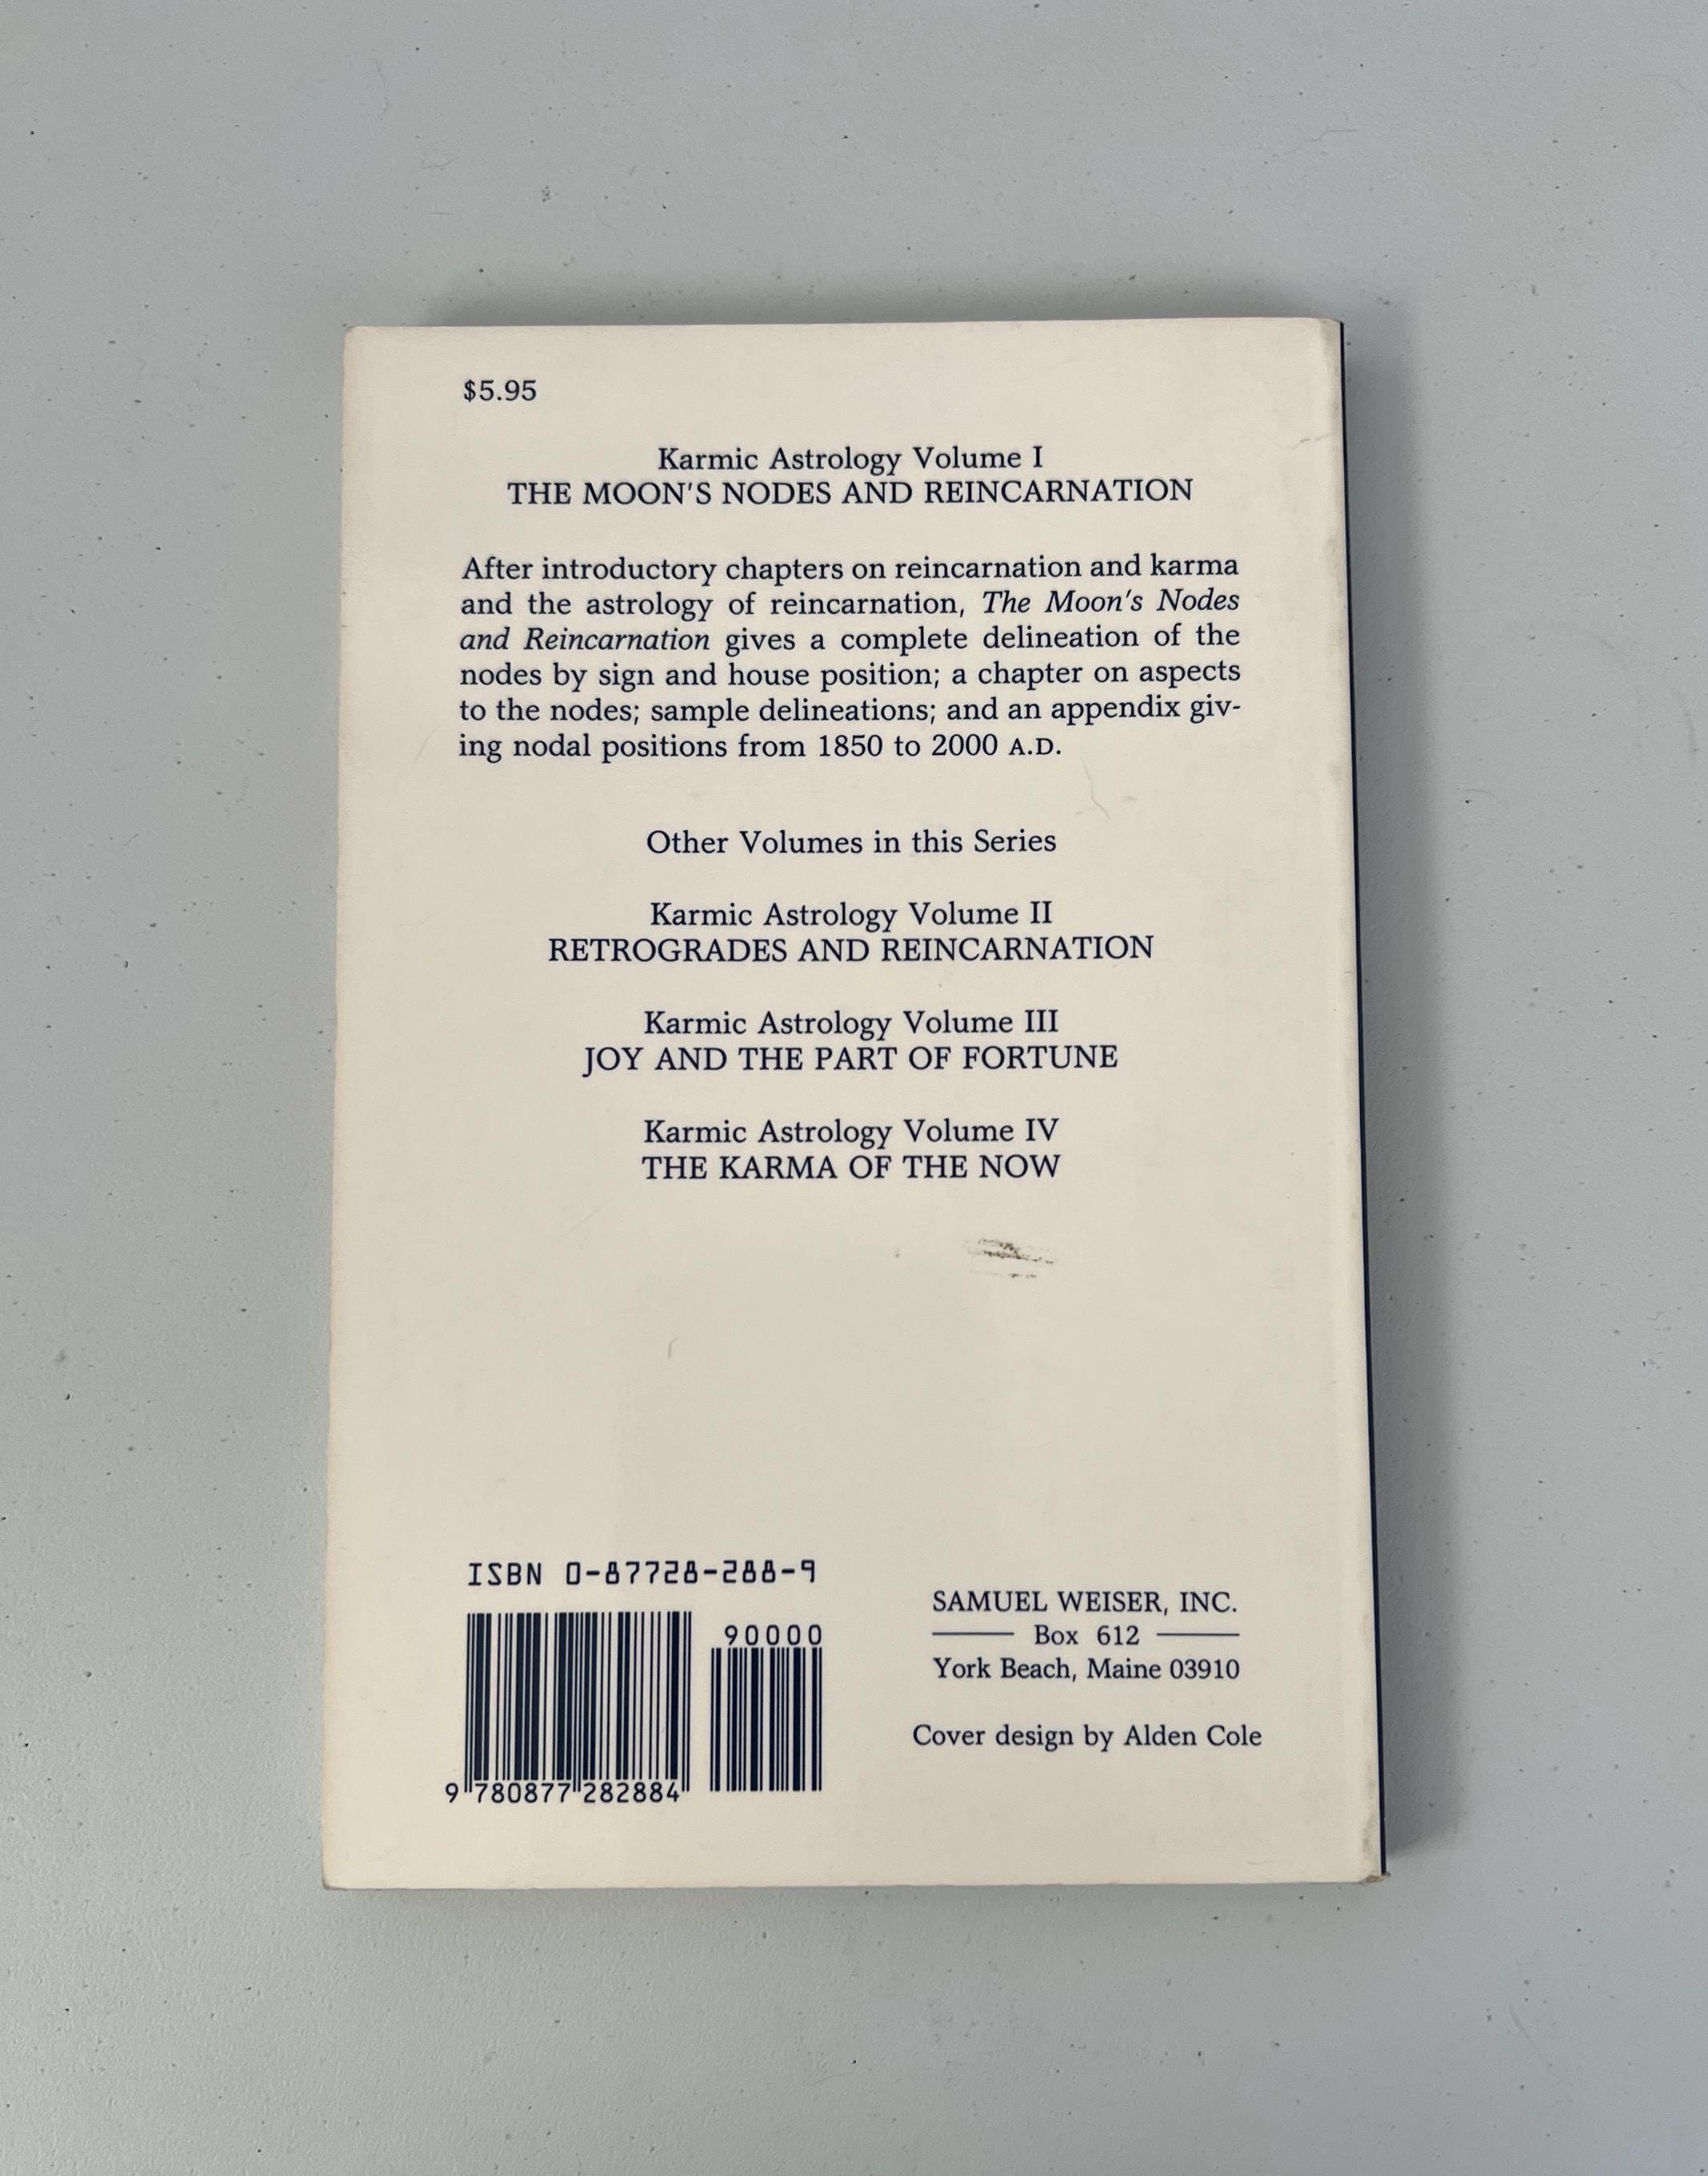 $5.95
Karmic Astrology Volume I
THE MOON'S NODES AND REINCARNATION
After introductory chapters on reincarnation and karma
and the astrology of reincarnation, The Moon's Nodes
and Reincarnation gives a complete delineation of the
nodes by sign and house position; a chapter on aspects
to the nodes; sample delineations; and an appendix giv-
ing nodal positions from 1850 to 2000 A.D.
Other Volumes in this Series
Karmic Astrology Volume II
RETROGRADES AND REINCARNATION
Karmic Astrology Volume III
JOY AND THE PART OF FORTUNE
Karmic Astrology Volume IV
THE KARMA OF THE NOW
ISBN 0-87728-288-9
90000
9 780877 282884
SAMUEL WEISER, INC.
Box 612
York Beach, Maine 03910
Cover design by Alden Cole